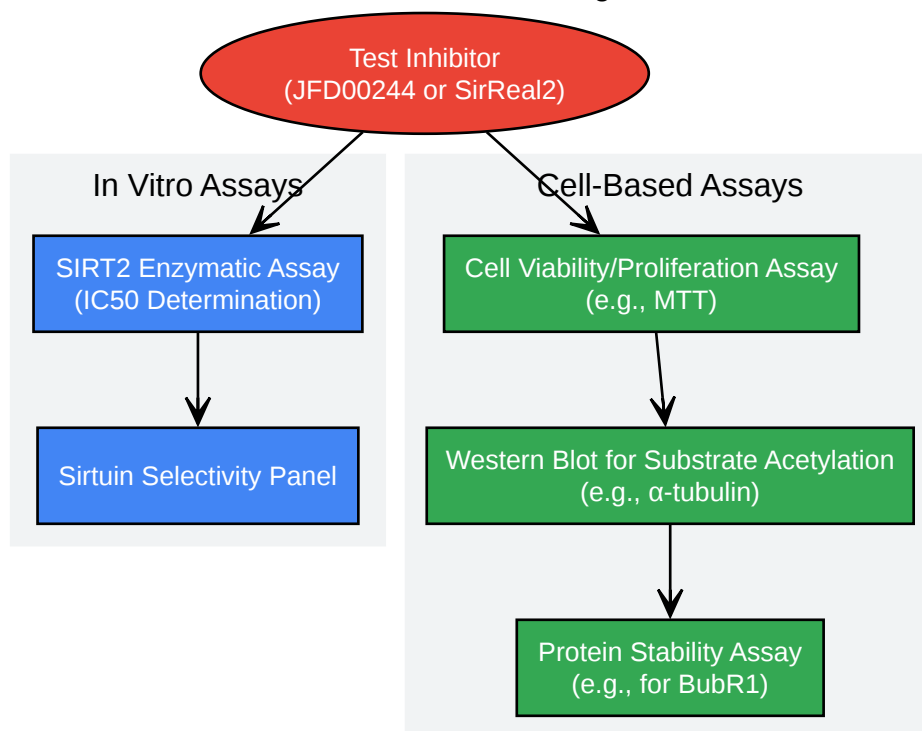 Test Inhibitor
(JFD00244 or SirReal2)
In Vitro Assays
SIRT2 Enzymatic Assay
(IC50 Determination)
Sirtuin Selectivity Panel
Cell-Based Assays
Cell Viability/Proliferation Assay
(e.g., MTT)
Western Blot for Substrate Acetylation
(e.g., α-tubulin)
Protein Stability Assay
(e.g., for BubR1)